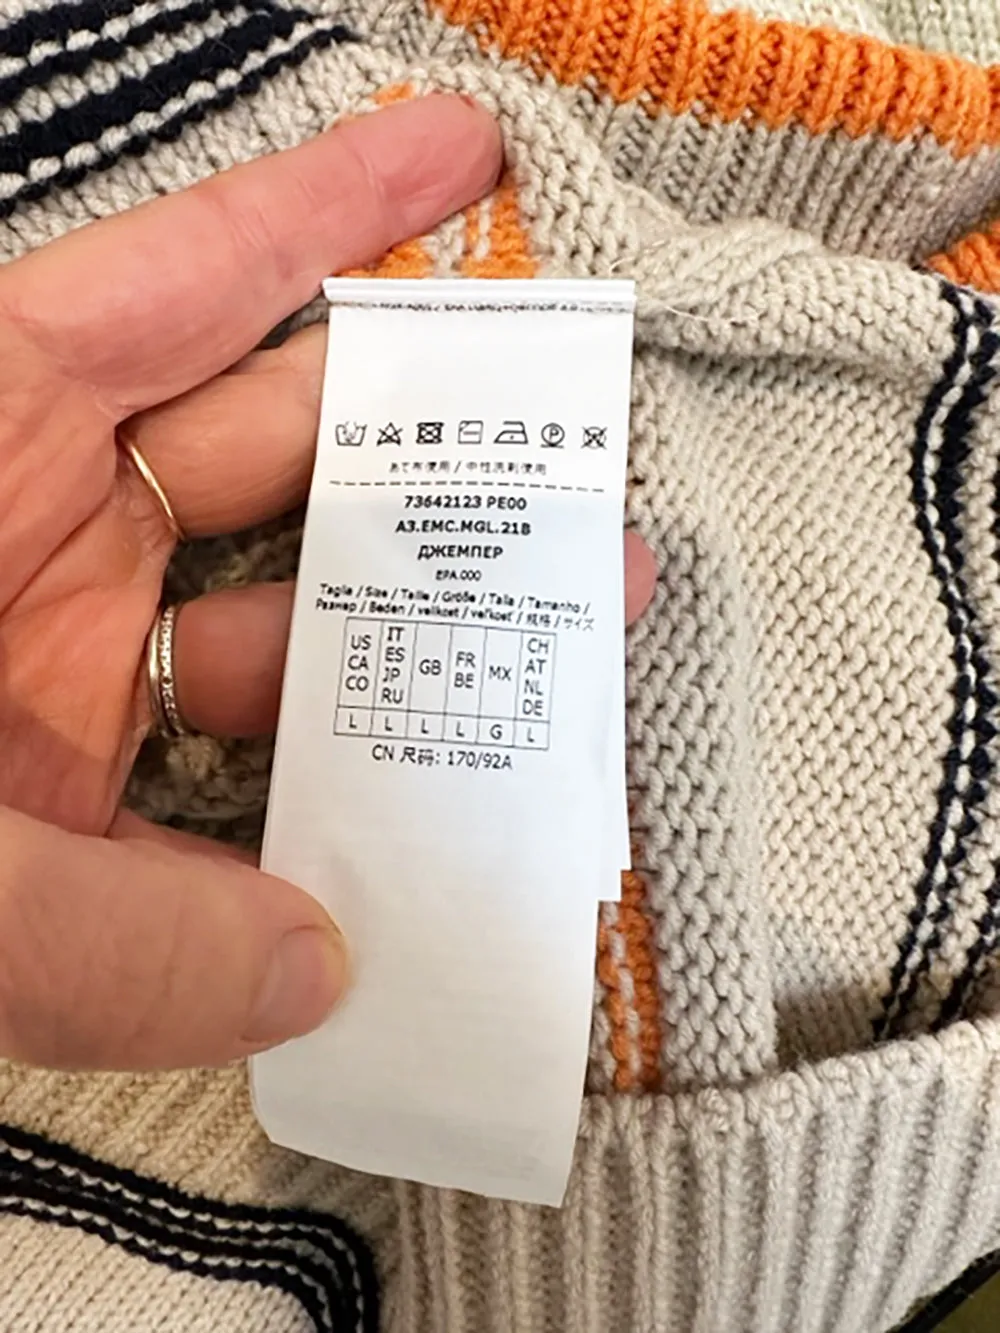 あて布使用 / 中性洗剤使用
73642123 PE00
A3.EMC.MGL.21B
ДЖЕМПЕР
EPA.000
Taglia / Size / Taille / Größe / Talla / Tamanho /
Размер / Beden / velikost / veľkosť / 规格 / サイズ
US CA CO
IT ES JP RU
GB
FR BE
MX
CH AT NL DE
L L L L G L
CN 尺码: 170/92A